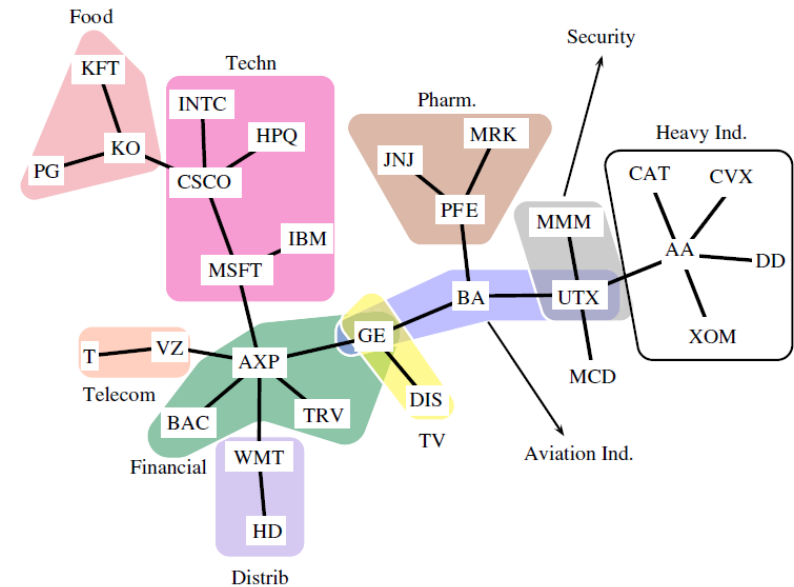 Food
KFT
KO
PG
Techn
INTC
HPQ
CSCO
IBM
MSFT
Pharm.
MRK
JNJ
PFE
Security
MMM
UTX
BA
MCD
Heavy Ind.
CAT
CVX
AA
DD
XOM
T
VZ
Telecom
AXP
GE
BAC
TRV
DIS
TV
Financial
WMT
HD
Distrib
Aviation Ind.